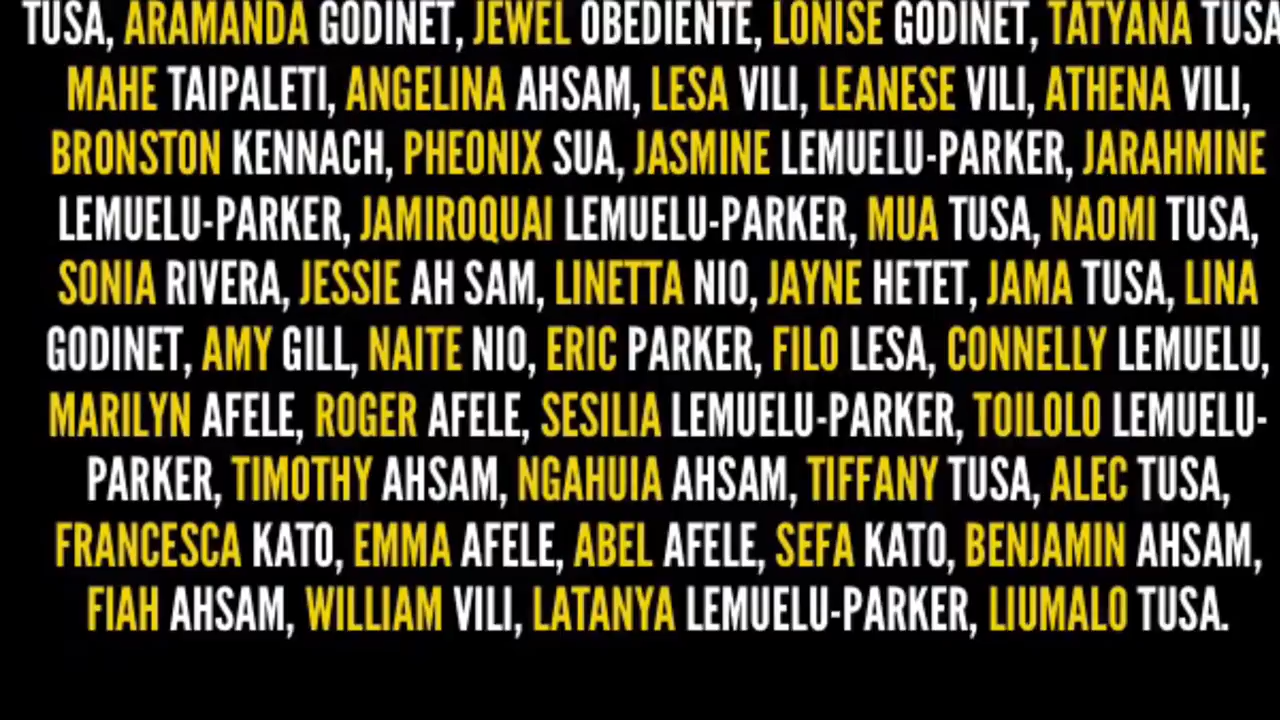 TUSA, ARAMANDA GODINET, JEWEL OBEDIENTE, LONISE GODINET, TATYANA TUSA
MAHE TAIPALETI, ANGELINA AHSAM, LESA VILI, LEANESE VILI, ATHENA VILI,
BRONSTON KENNACH, PHEONIX SUA, JASMINE LEMUELU-PARKER, JARAHMINE
LEMUELU-PARKER, JAMIROQUAI LEMUELU-PARKER, MUA TUSA, NAOMI TUSA,
SONIA RIVERA, JESSIE AH SAM, LINETTA NIO, JAYNE HETET, JAMA TUSA, LINA
GODINET, AMY GILL, NAITE NIO, ERIC PARKER, FILO LESA, CONNELLY LEMUELU,
MARILYN AFELE, ROGER AFELE, SESILIA LEMUELU-PARKER, TOILOLO LEMUELU-
PARKER, TIMOTHY AHSAM, NGAHUIA AHSAM, TIFFANY TUSA, ALEC TUSA,
FRANCESCA KATO, EMMA AFELE, ABEL AFELE, SEFA KATO, BENJAMIN AHSAM,
FIAH AHSAM, WILLIAM VILI, LATANYA LEMUELU-PARKER, LIUMALO TUSA.